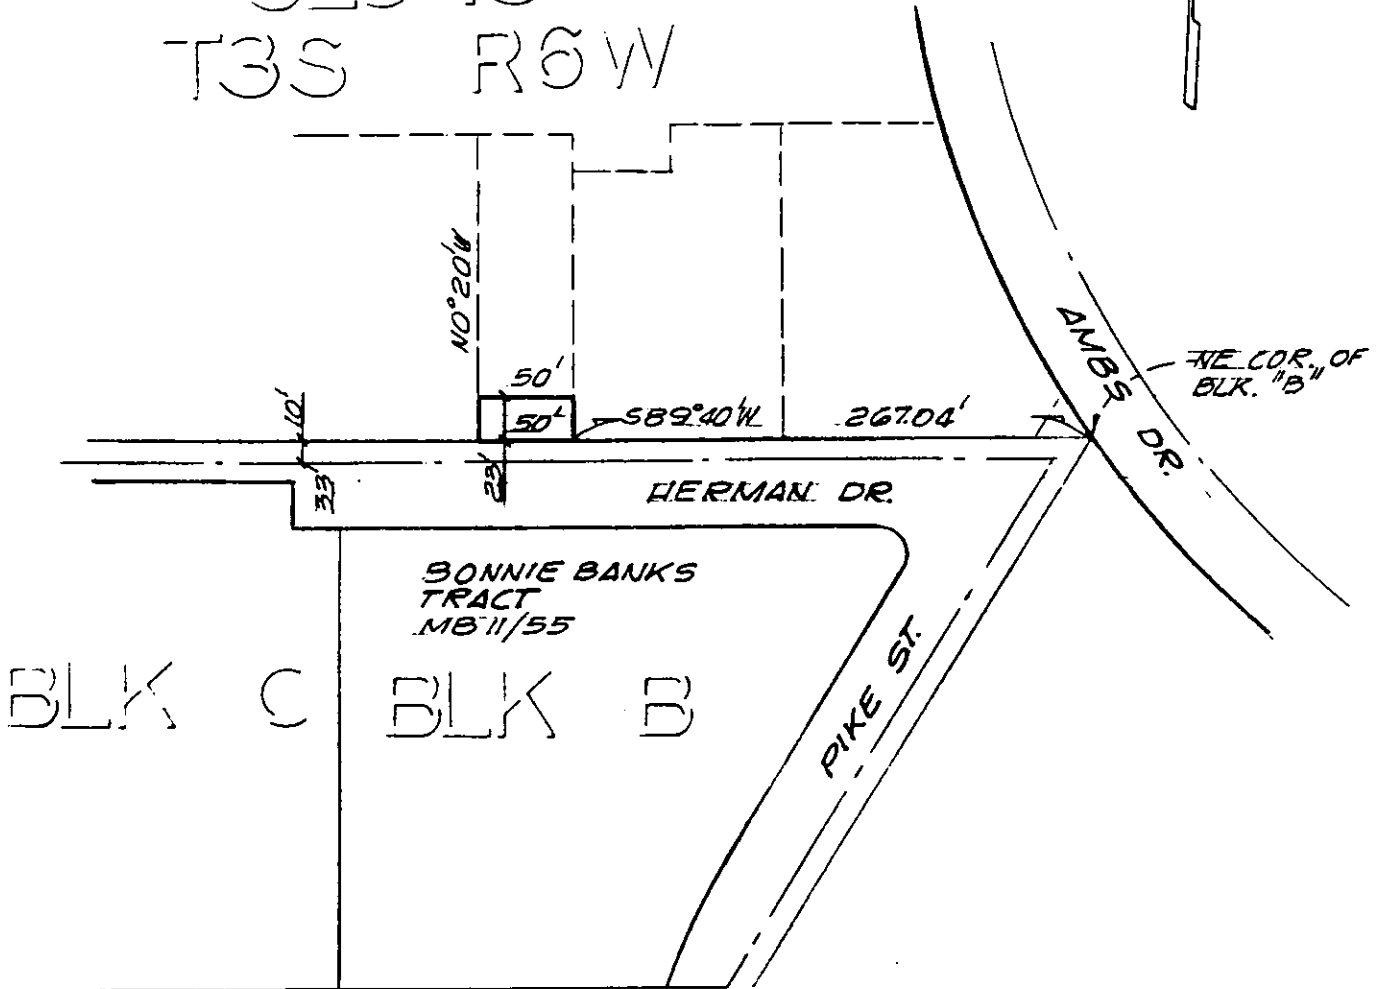 T3S R6W
N0°20'W
50'
50'
S89°40'W
267.04'
10'
33'
23'
HERMAN DR.
AMBS DR.
NE COR. OF
BLK. "B"
BONNIE BANKS
TRACT
MB 11/55
BLK C
BLK B
PIKE ST.